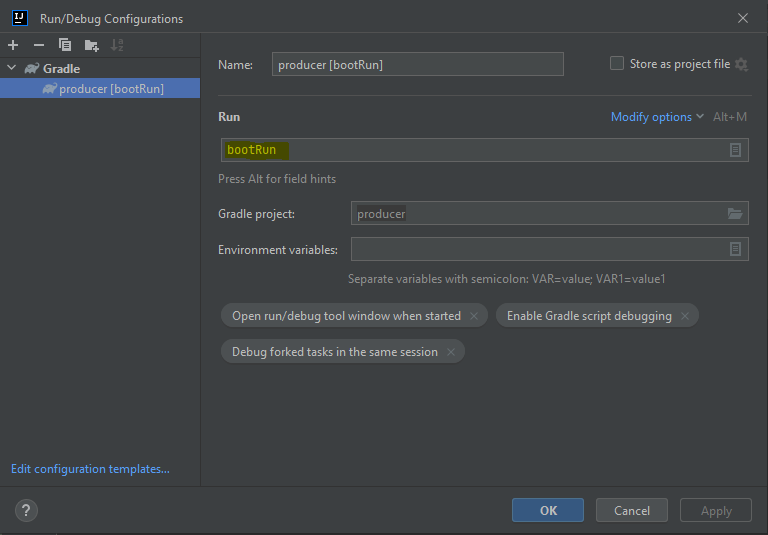 Run/Debug Configurations
Gradle
producer [bootRun]
Name: producer [bootRun] Store as project file
Run Modify options Alt+M
bootRun
Press Alt for field hints
Gradle project: producer
Environment variables:
Separate variables with semicolon: VAR=value; VAR1=value1
Open run/debug tool window when started Enable Gradle script debugging
Debug forked tasks in the same session
Edit configuration templates...
? OK Cancel Apply